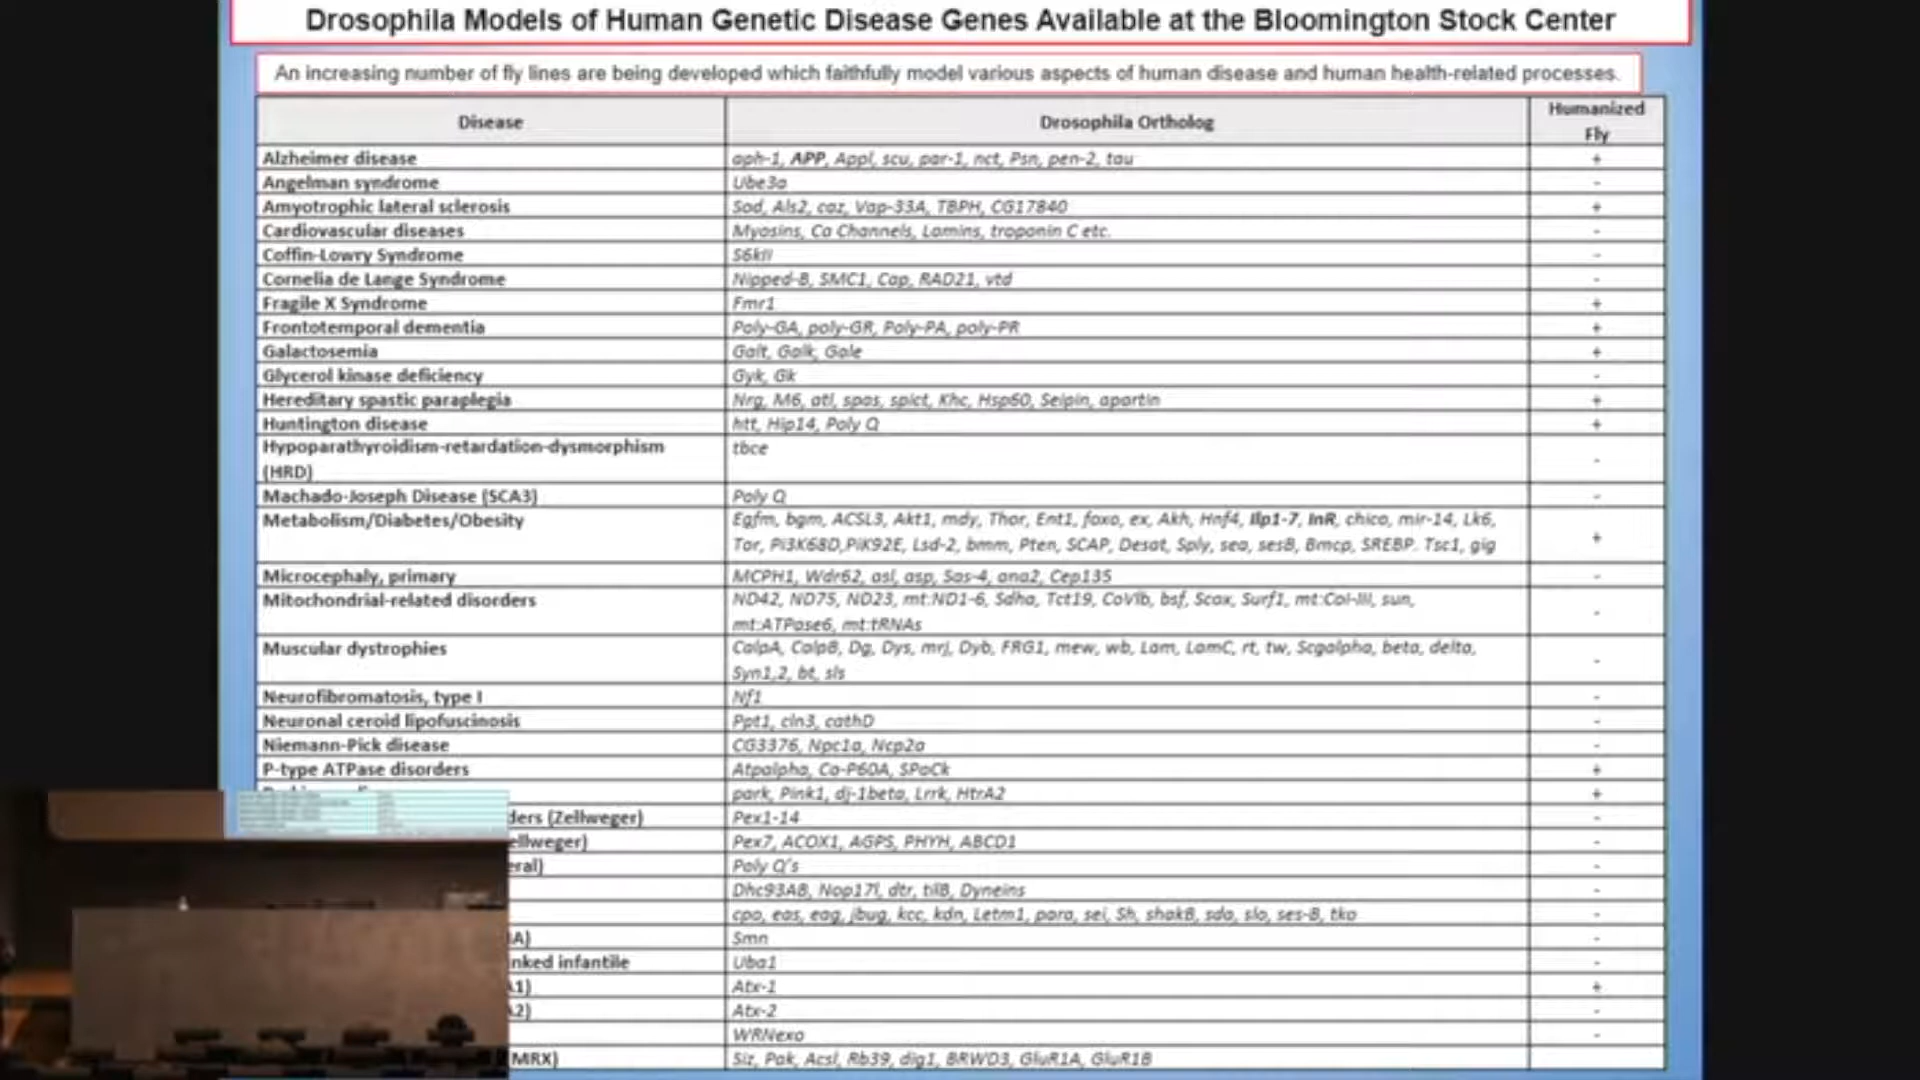 Drosophila Models of Human Genetic Disease Genes Available at the Bloomington Stock Center
An increasing number of fly lines are being developed which faithfully model various aspects of human disease and human health-related processes.
Disease Drosophila Ortholog Humanized Fly
Alzheimer disease aph-1, APP, Appl, scu, par-1, nct, Psn, pen-2, tau +
Angelman syndrome Ube3a -
Amyotrophic lateral sclerosis Sod, Als2, caz, Vap-33A, TBPH, CG17840 +
Cardiovascular diseases Myosins, Ca Channels, Lamins, troponin C etc. -
Coffin-Lowry Syndrome S6kII -
Cornelia de Lange Syndrome Nipped-B, SMC1, Cap, RAD21, vtd -
Fragile X Syndrome Fmr1 +
Frontotemporal dementia Poly-GA, poly-GR, Poly-PA, poly-PR +
Galactosemia Galt, Galk, Gale +
Glycerol kinase deficiency Gyk, Gk -
Hereditary spastic paraplegia Nrg, M6, atl, spas, spict, Khc, Hsp60, Seipin, apartin +
Huntington disease htt, Hip14, Poly Q +
Hypoparathyroidism-retardation-dysmorphism tbce
(HRD) -
Machado-Joseph Disease (SCA3) Poly Q -
Metabolism/Diabetes/Obesity Egfm, bgm, ACSL3, Akt1, mdy, Thor, Ent1, foxo, ex, Akh, Hnf4, Ilp1-7, InR, chico, mir-14, Lk6,
Tor, Pi3K68D,PiK92E, Lsd-2, bmm, Pten, SCAP, Desat, Sply, sea, sesB, Bmcp, SREBP. Tsc1, gig +
Microcephaly, primary MCPH1, Wdr62, asl, asp, Sas-4, ana2, Cep135 -
Mitochondrial-related disorders ND42, ND75, ND23, mt:ND1-6, Sdha, Tct19, CoVIb, bsf, Scox, Surf1, mt:Col-III, sun,
mt:ATPase6, mt:tRNAs -
Muscular dystrophies CalpA, CalpB, Dg, Dys, mrj, Dyb, FRG1, mew, wb, Lam, LamC, rt, tw, Scgalpha, beta, delta,
Syn1,2, bt, sls -
Neurofibromatosis, type I Nf1 -
Neuronal ceroid lipofuscinosis Ppt1, cln3, cathD -
Niemann-Pick disease CG3376, Npc1a, Ncp2a -
P-type ATPase disorders Atpalpha, Ca-P60A, SPoCk +
park, Pink1, dj-1beta, Lrrk, HtrA2 +
ders (Zellweger) Pex1-14 -
ellweger) Pex7, ACOX1, AGPS, PHYH, ABCD1 -
eral) Poly Q's -
Dhc93AB, Nop17l, dtr, tilB, Dyneins -
cpo, eas, eag, jbug, kcc, kdn, Letm1, para, sei, Sh, shakB, sda, slo, ses-B, tko -
A) Smn -
nked infantile Uba1 -
A1) Atx-1 +
A2) Atx-2 -
WRNexo -
MRX) Siz, Pak, Acsl, Rb39, dig1, BRWD3, GluR1A, GluR1B